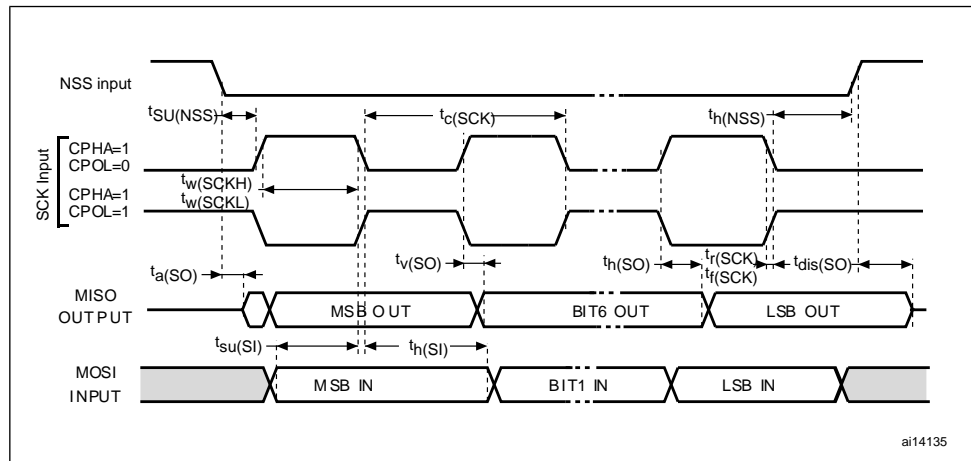 NSS input
tSU(NSS)
tc(SCK)
th(NSS)
SCK Input
CPHA=1
CPOL=0
tw(SCKH)
CPHA=1
tw(SCKL)
CPOL=1
ta(SO)
tv(SO)
th(SO)
tr(SCK)
tf(SCK)
tdis(SO)
MISO
OUTPUT
MSB OUT
BIT6 OUT
LSB OUT
tsu(SI)
th(SI)
MOSI
INPUT
MSB IN
BIT1 IN
LSB IN
ai14135